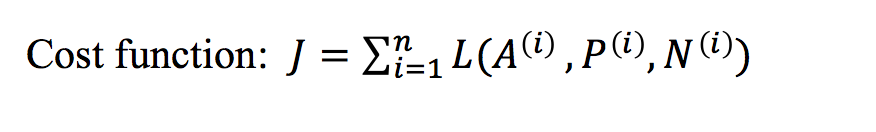 Cost function: J = ∑ⁿᵢ₌₁ L(A⁽ⁱ⁾, P⁽ⁱ⁾, N⁽ⁱ⁾)